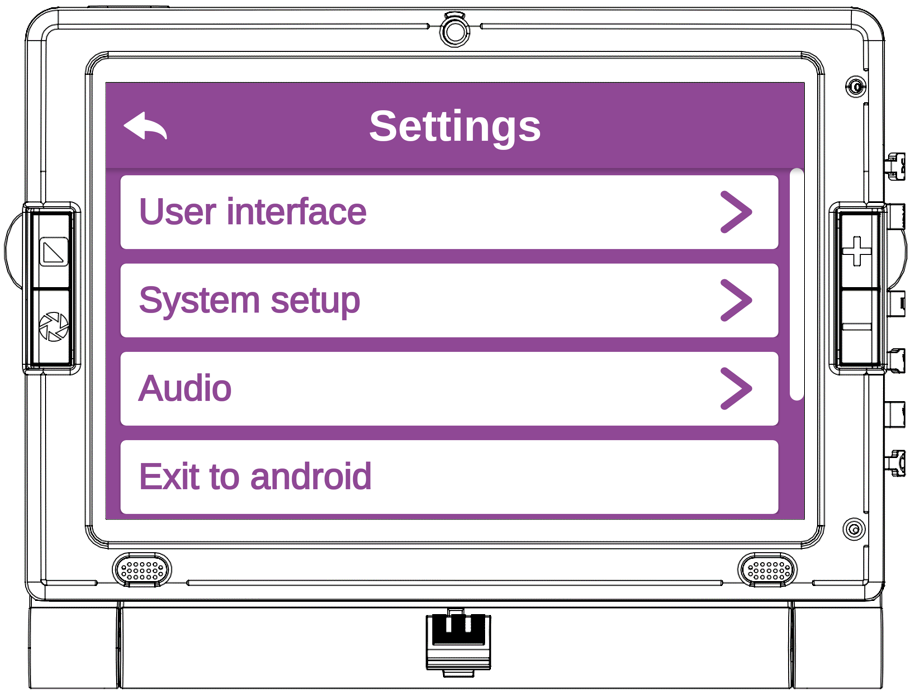 Settings
User interface
System setup
Audio
Exit to android